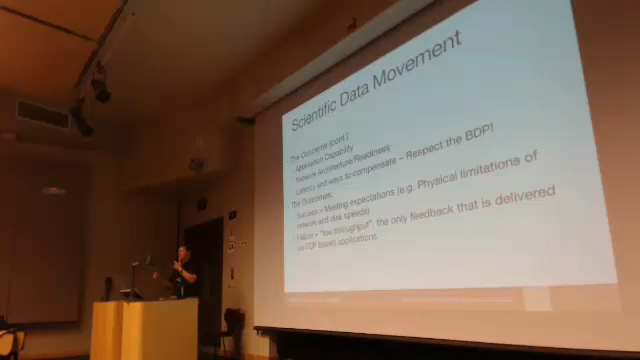 Scientific Data Movement
The Concerns (cont.)
Application Capability
Network Architecture/Readiness
Latency and ways to compensate – Respect the BDP!
The Outcomes:
Success = Meeting expectations (e.g. Physical limitations of
network and disk speeds)
Failure = "low throughput", the only feedback that is delivered
via TCP based applications